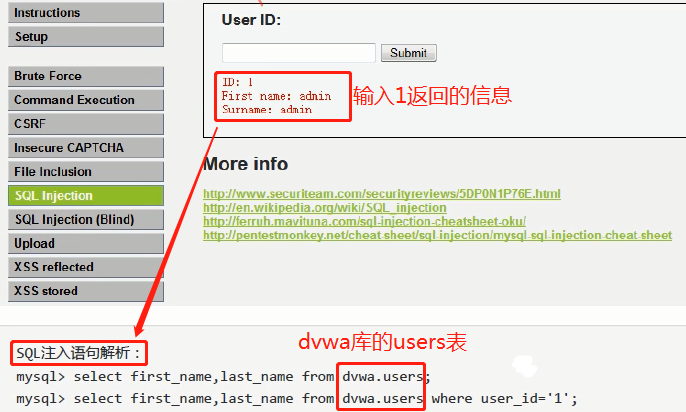 Instructions
Setup
Brute Force
Command Execution
CSRF
Insecure CAPTCHA
File Inclusion
SQL Injection
SQL Injection (Blind)
Upload
XSS reflected
XSS stored
User ID:
Submit
ID: 1
First name: admin
Surname: admin
输入1返回的信息
More info
http://www.securiteam.com/securityreviews/5DP0N1P76E.html
http://en.wikipedia.org/wiki/SQL_injection
http://ferruh.mavituna.com/sql-injection-cheatsheet-oku/
http://pentestmonkey.net/cheat-sheet/sql-injection/mysql-sql-injection-cheat-sheet
dvwa库的users表
SQL注入语句解析：
mysql> select first_name,last_name from dvwa.users;
mysql> select first_name,last_name from dvwa.users where user_id='1';